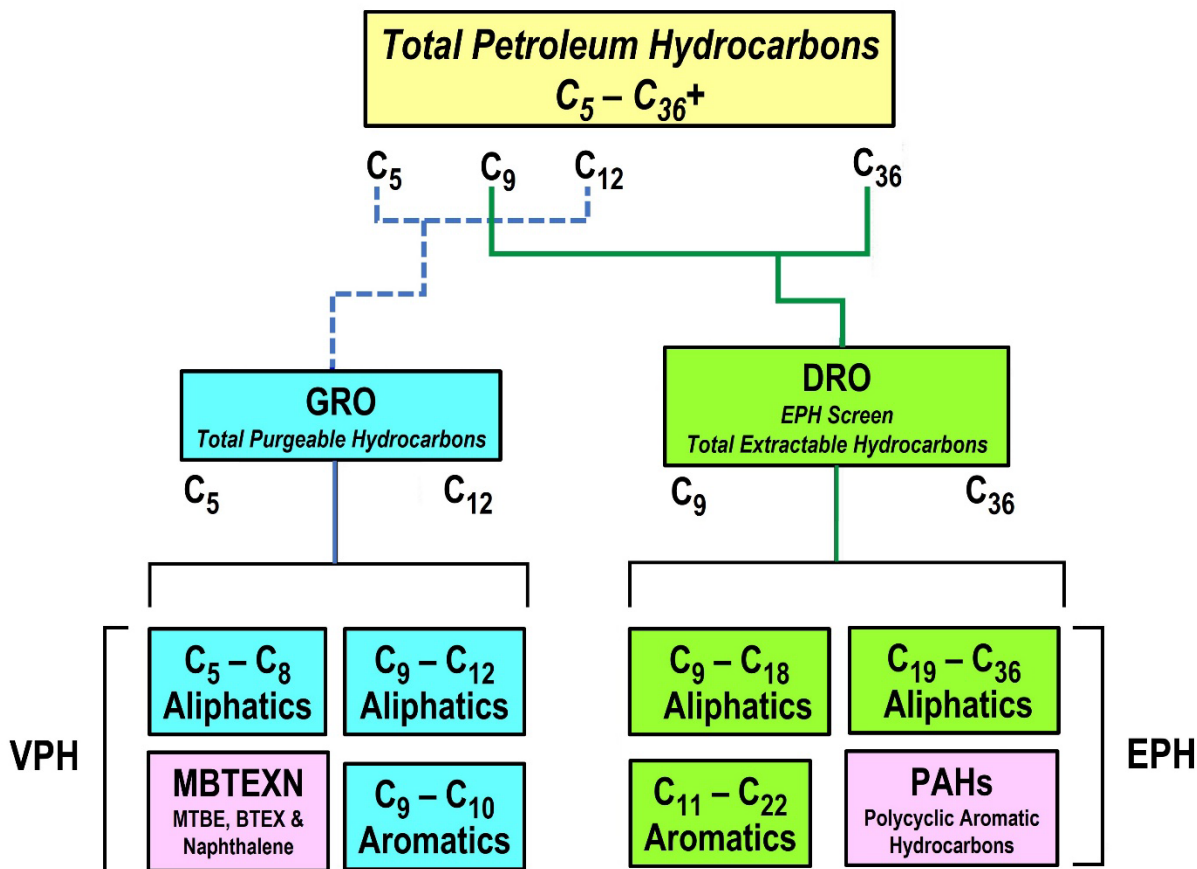 Total Petroleum Hydrocarbons
C₅ – C₃₆+
C₅ C₉ C₁₂ C₃₆
GRO
Total Purgeable Hydrocarbons
C₅ C₁₂
DRO
EPH Screen
Total Extractable Hydrocarbons
C₉ C₃₆
VPH
C₅ – C₈
Aliphatics
C₉ – C₁₂
Aliphatics
MBTEXN
MTBE, BTEX &
Naphthalene
C₉ – C₁₀
Aromatics
C₉ – C₁₈
Aliphatics
C₁₉ – C₃₆
Aliphatics
C₁₁ – C₂₂
Aromatics
PAHs
Polycyclic Aromatic
Hydrocarbons
EPH